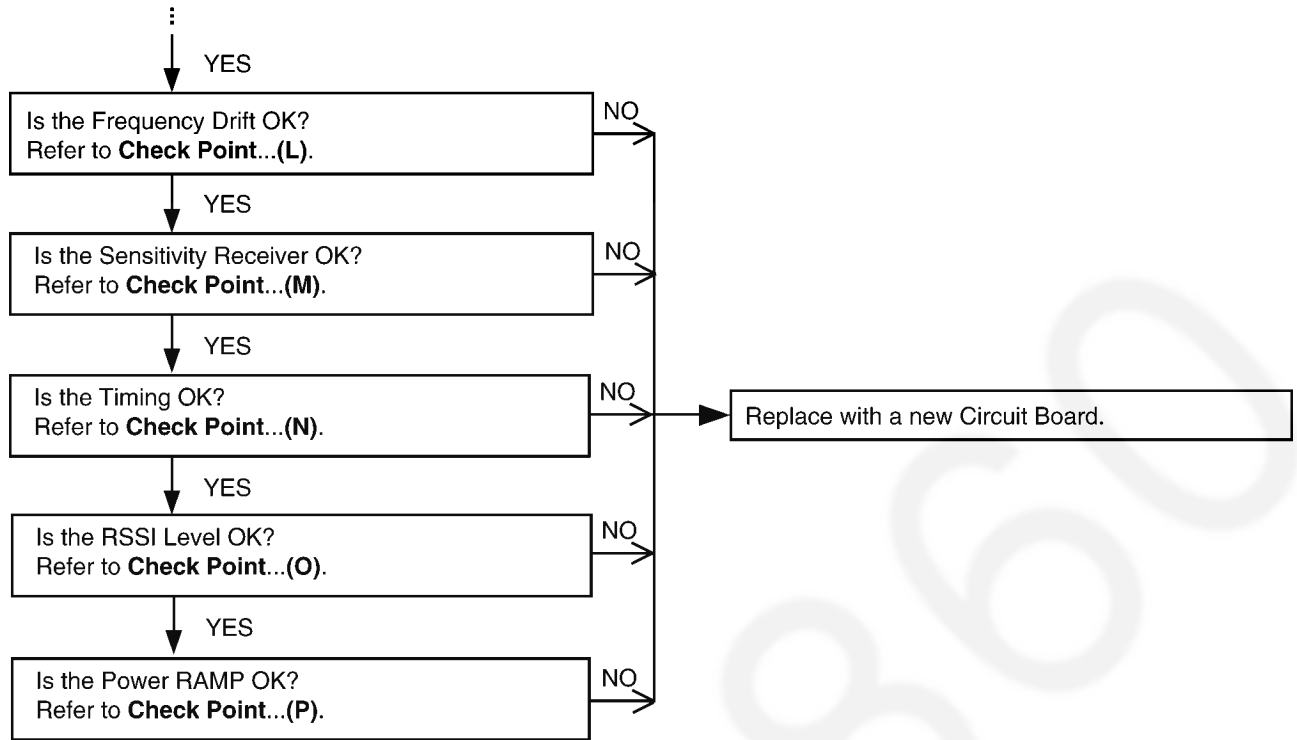 ⋮
YES
Is the Frequency Drift OK?
Refer to Check Point...(L).
NO
YES
Is the Sensitivity Receiver OK?
Refer to Check Point...(M).
NO
YES
Is the Timing OK?
Refer to Check Point...(N).
NO
Replace with a new Circuit Board.
YES
Is the RSSI Level OK?
Refer to Check Point...(O).
NO
YES
Is the Power RAMP OK?
Refer to Check Point...(P).
NO
860